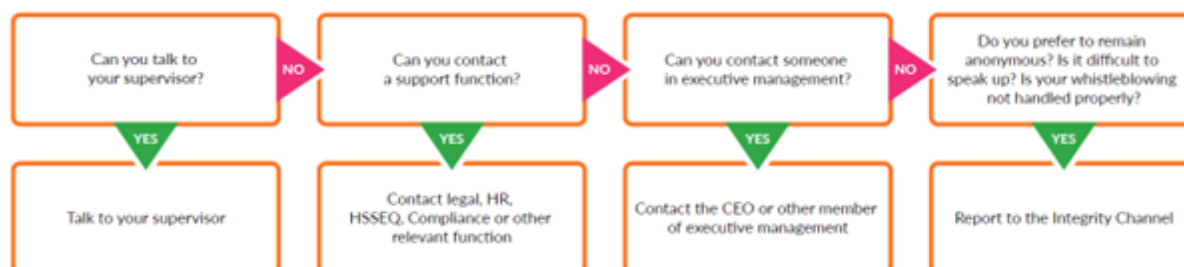 Can you talk to
your supervisor?
NO
Can you contact
a support function?
NO
Can you contact someone
in executive management?
NO
Do you prefer to remain
anonymous? Is it difficult to
speak up? Is your whistleblowing
not handled properly?
YES
YES
YES
YES
Talk to your supervisor
Contact legal, HR,
HSSEQ, Compliance or other
relevant function
Contact the CEO or other member
of executive management
Report to the Integrity Channel